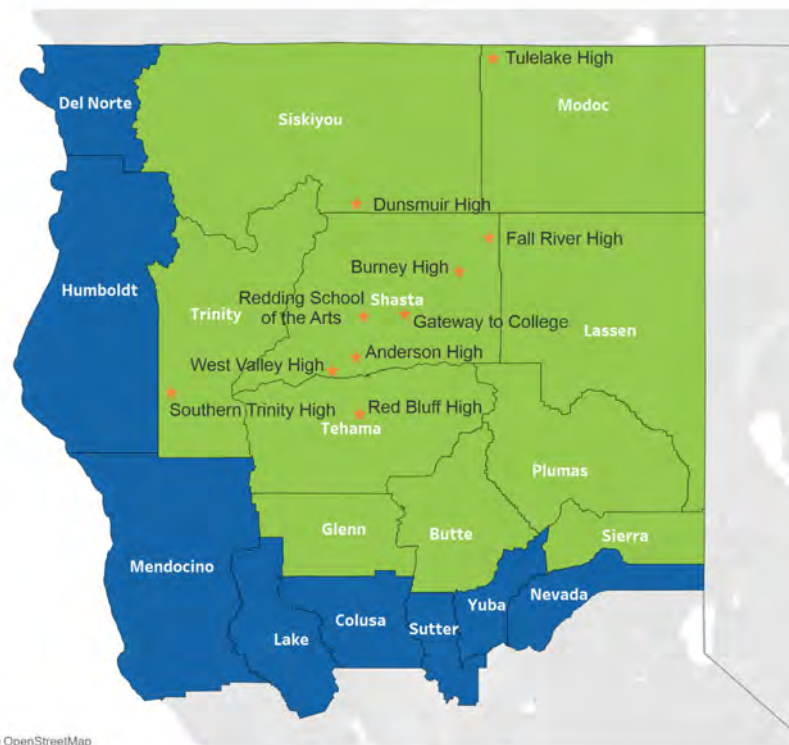 Tulelake High
Del Norte
Modoc
Siskiyou
Dunsmuir High
Fall River High
Burney High
Humboldt
Redding School
of the Arts
Shasta
Trinity
Gateway to College
Lassen
Anderson High
West Valley High
Southern Trinity High
Red Bluff High
Tehama
Plumas
Glenn
Butte
Sierra
Mendocino
Nevada
Yuba
Colusa
Sutter
Lake
OpenStreetMap